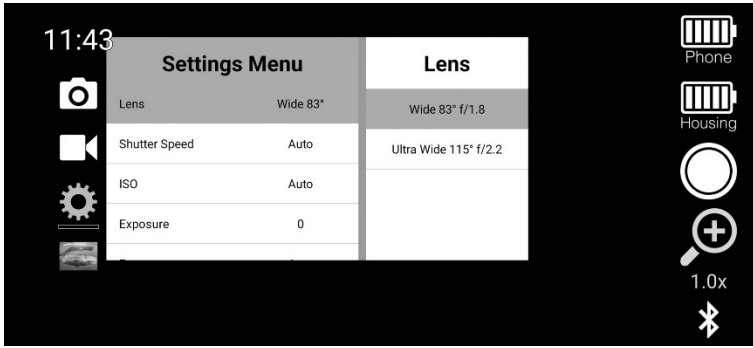 11:43
Settings Menu
Lens Wide 83°
Shutter Speed Auto
ISO Auto
Exposure 0
Lens
Wide 83° f/1.8
Ultra Wide 115° f/2.2
Phone
Housing
1.0x